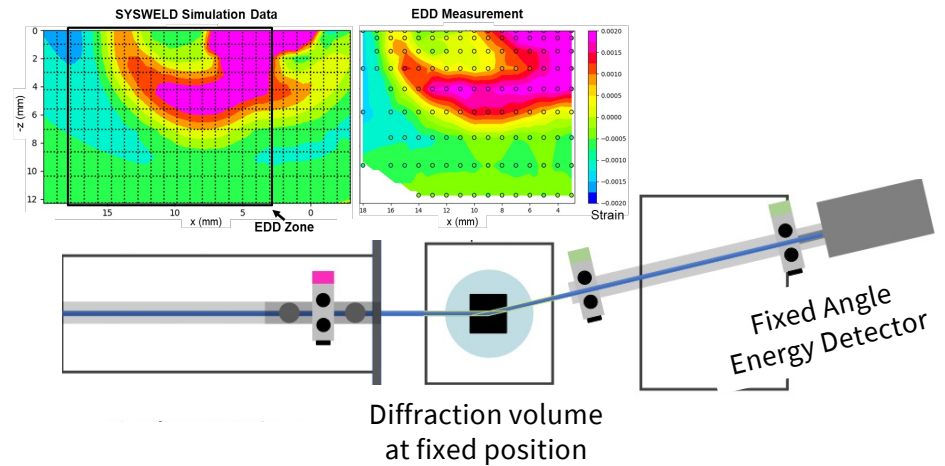 SYSWELD Simulation Data
EDD Measurement
0
2
4
6
8
10
12
-z (mm)
15
10
5
0
x (mm)
EDD Zone
18
16
14
12
10
8
6
4
x (mm)
0.0020
0.0015
0.0010
0.0005
0.0000
−0.0005
−0.0010
−0.0015
−0.0020
Strain
Fixed Angle
Energy Detector
Diffraction volume
at fixed position